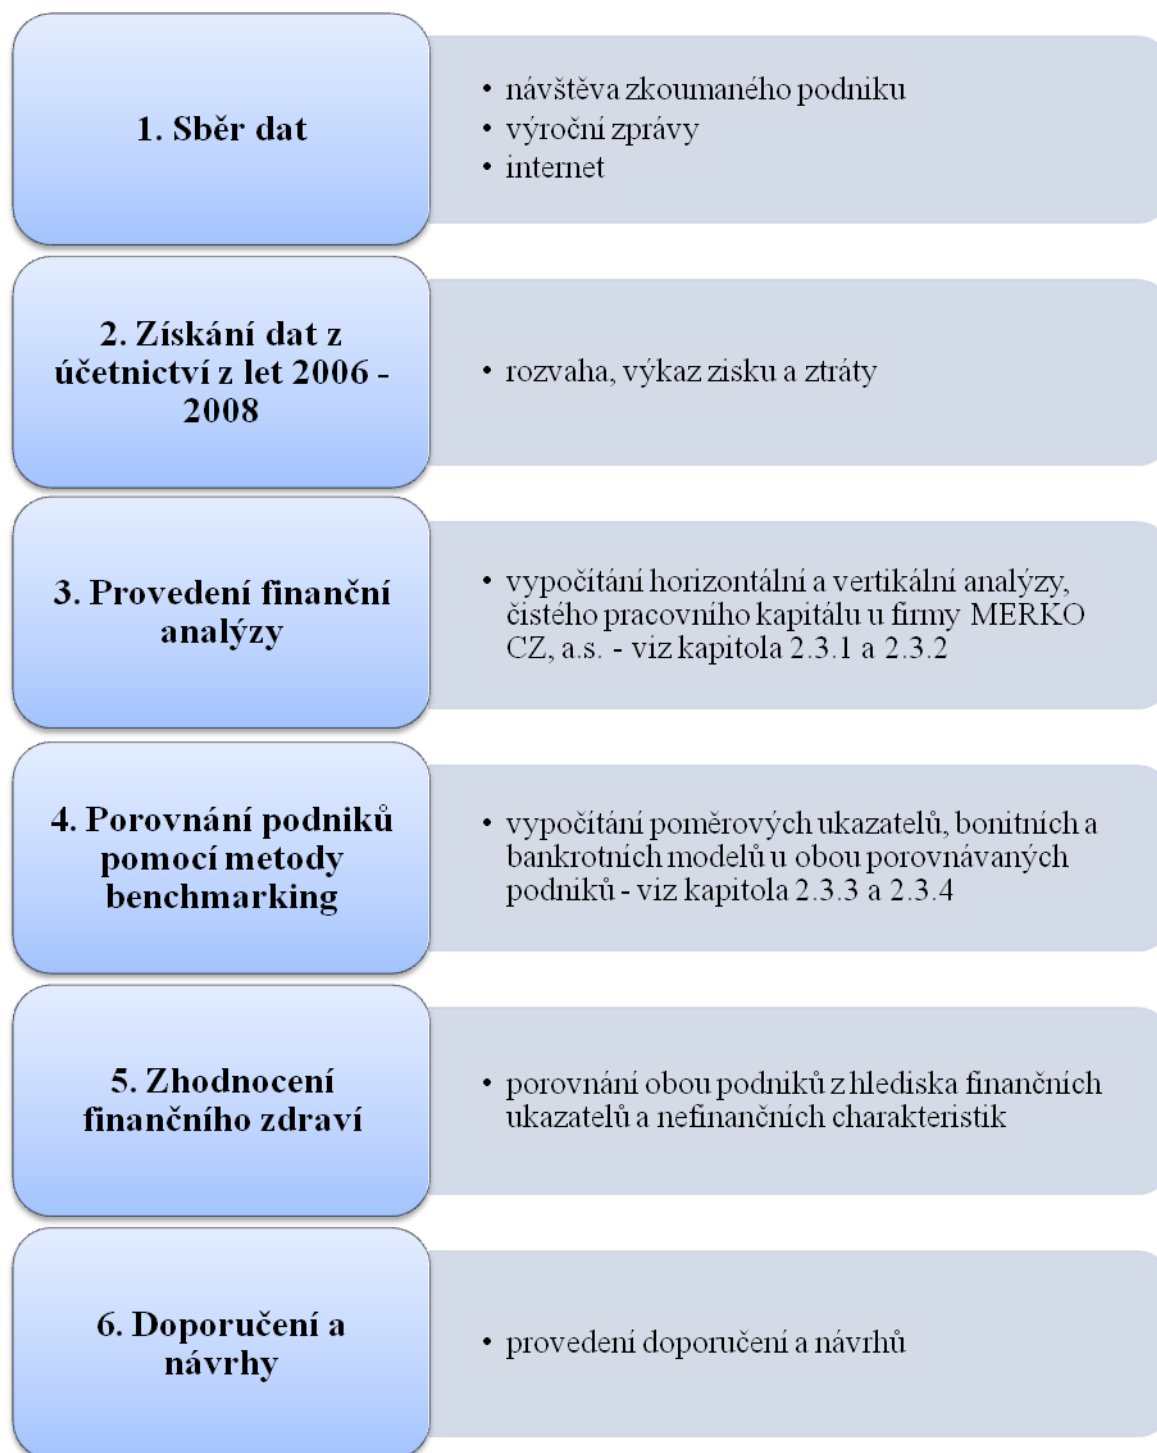 1. Sběr dat
• návštěva zkoumaného podniku
• výroční zprávy
• internet
2. Získání dat z
účetnictví z let 2006 -
2008
• rozvaha, výkaz zisku a ztráty
3. Provedení finanční
analýzy
• vypočítání horizontální a vertikální analýzy,
čistého pracovního kapitálu u firmy MERKO
CZ, a.s. - viz kapitola 2.3.1 a 2.3.2
4. Porovnání podniků
pomocí metody
benchmarking
• vypočítání poměrových ukazatelů, bonitních a
bankrotních modelů u obou porovnávaných
podniků - viz kapitola 2.3.3 a 2.3.4
5. Zhodnocení
finančního zdraví
• porovnání obou podniků z hlediska finančních
ukazatelů a nefinančních charakteristik
6. Doporučení a
návrhy
• provedení doporučení a návrhů